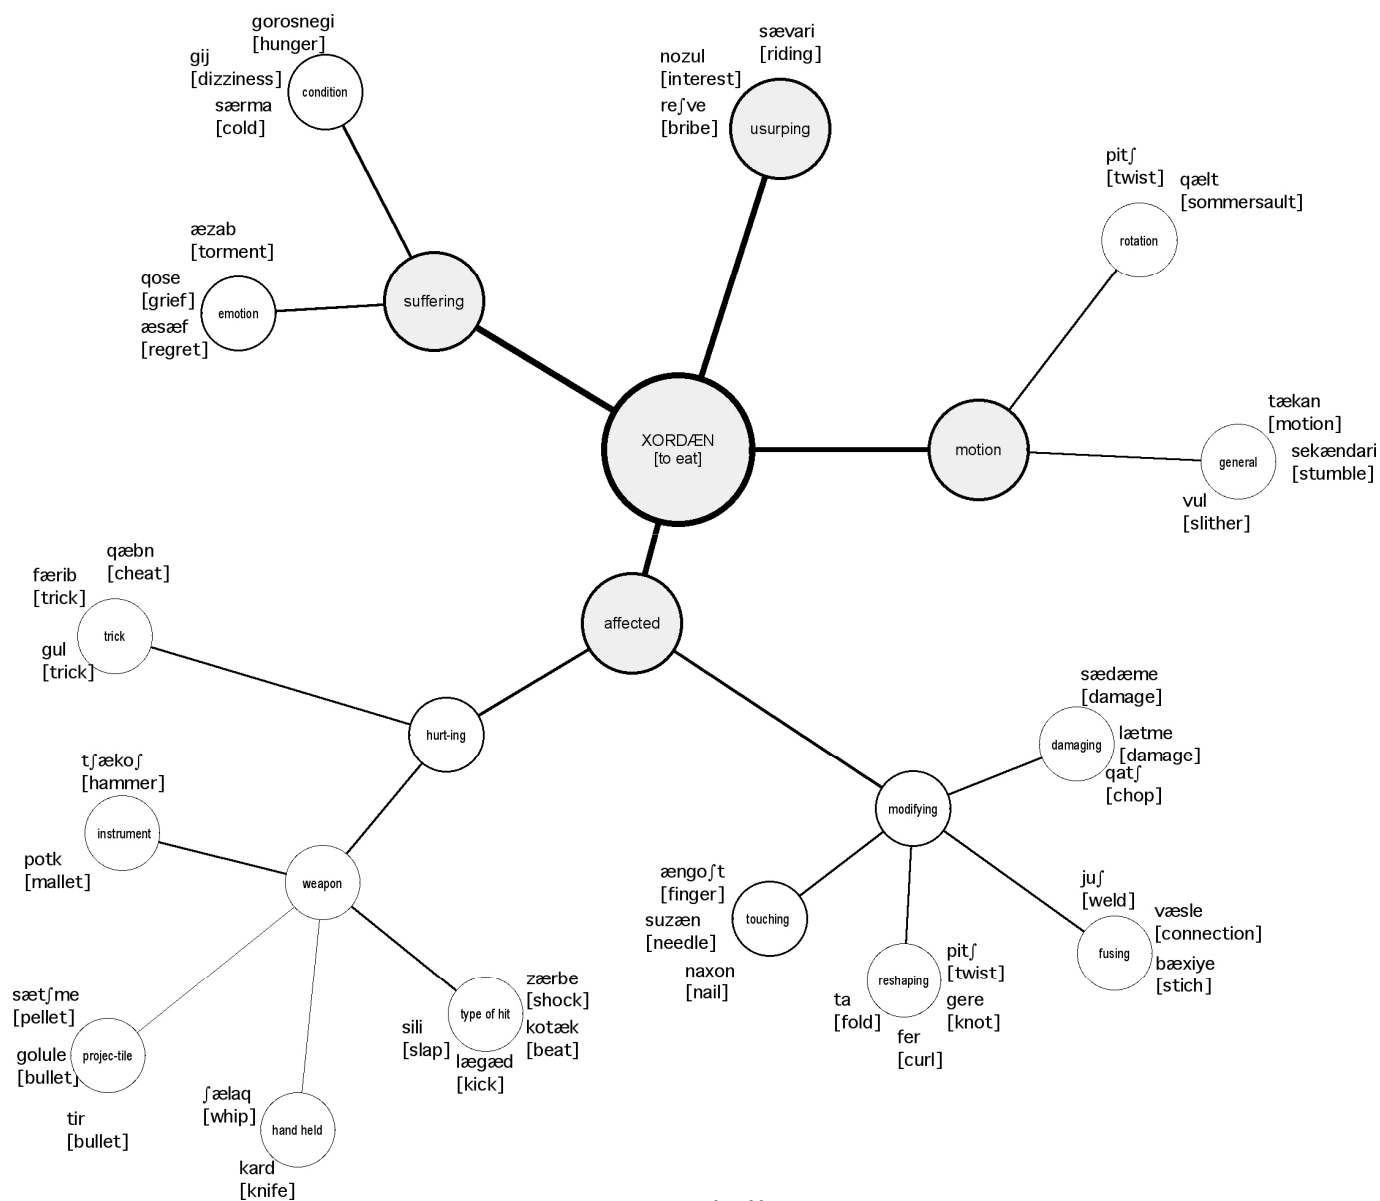 gorosnegi
[hunger]
gij
[dizziness]
særma
[cold]
condition
sævari
[riding]
nozul
[interest]
reʃve
[bribe]
usurping
pitʃ
[twist]
qælt
[sommersault]
rotation
æzab
[torment]
qose
[grief]
æsæf
[regret]
emotion
suffering
XORDÆN
[to eat]
motion
tækan
[motion]
sekændari
[stumble]
vul
[slither]
general
affected
qæbn
[cheat]
færib
[trick]
gul
[trick]
trick
hurt-ing
tʃækoʃ
[hammer]
potk
[mallet]
instrument
weapon
sætʃme
[pellet]
golule
[bullet]
tir
[bullet]
projec-tile
ʃælaq
[whip]
kard
[knife]
hand held
zærbe
[shock]
sili
[slap]
kotæk
[beat]
lægæd
[kick]
type of hit
modifying
sædæme
[damage]
lætme
[damage]
qatʃ
[chop]
damaging
ængoʃt
[finger]
suzæn
[needle]
naxon
[nail]
touching
reshaping
pitʃ
[twist]
ta
[fold]
gere
[knot]
fer
[curl]
juʃ
[weld]
væsle
[connection]
bæxiye
[stich]
fusing